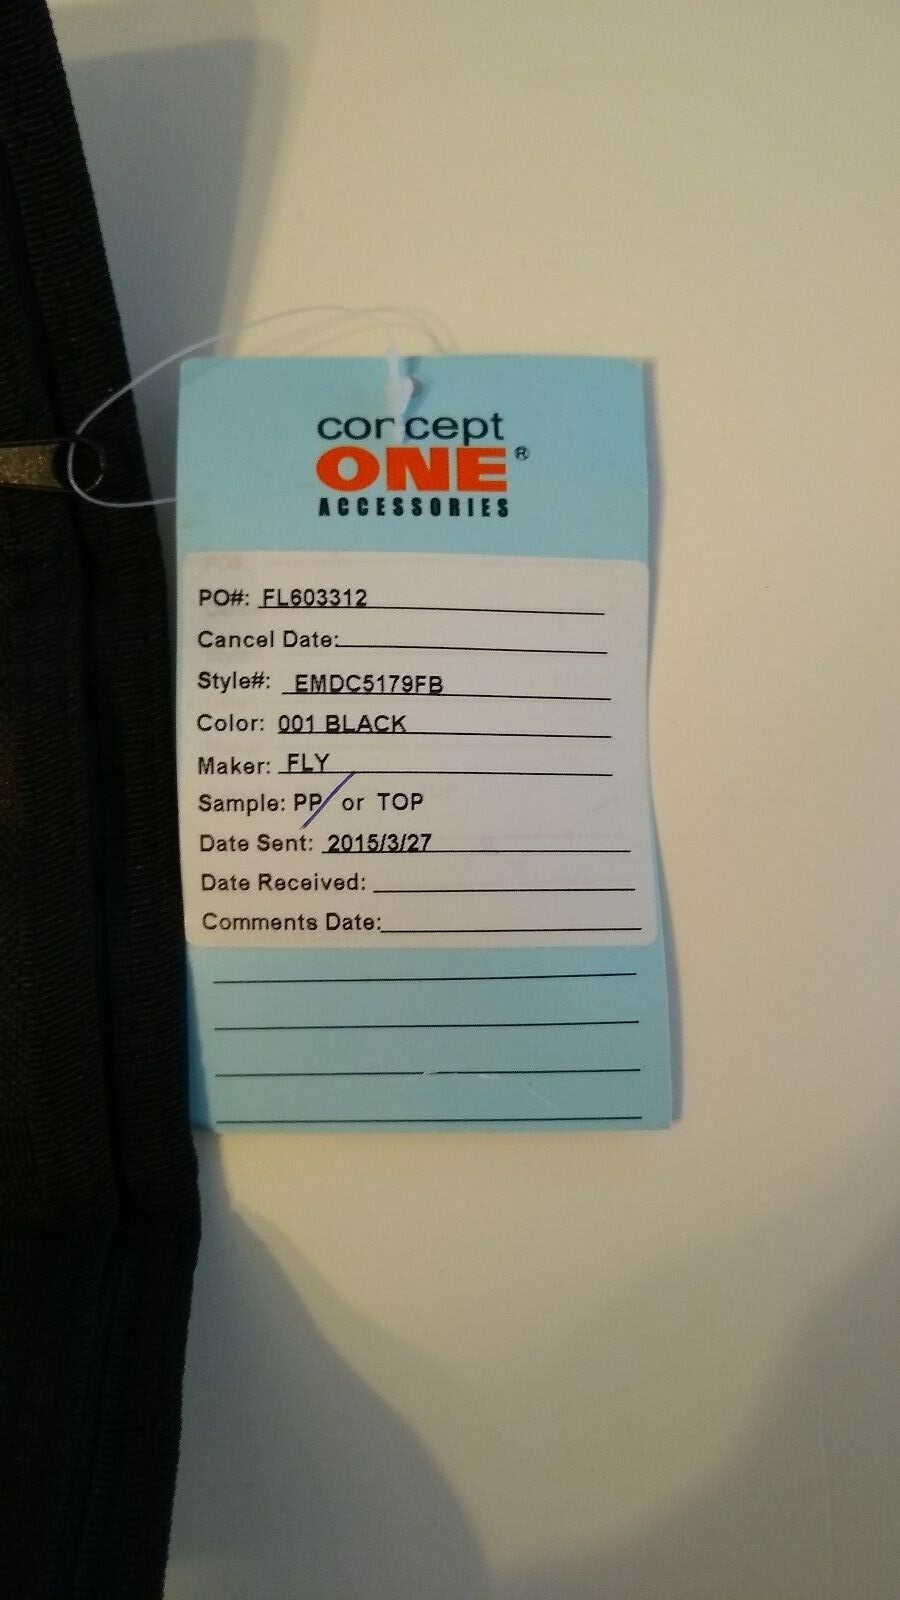 concept
ONE®
ACCESSORIES
PO#: FL603312
Cancel Date:
Style#: EMDC5179FB
Color: 001 BLACK
Maker: FLY
Sample: PP or TOP
Date Sent: 2015/3/27
Date Received:
Comments Date: